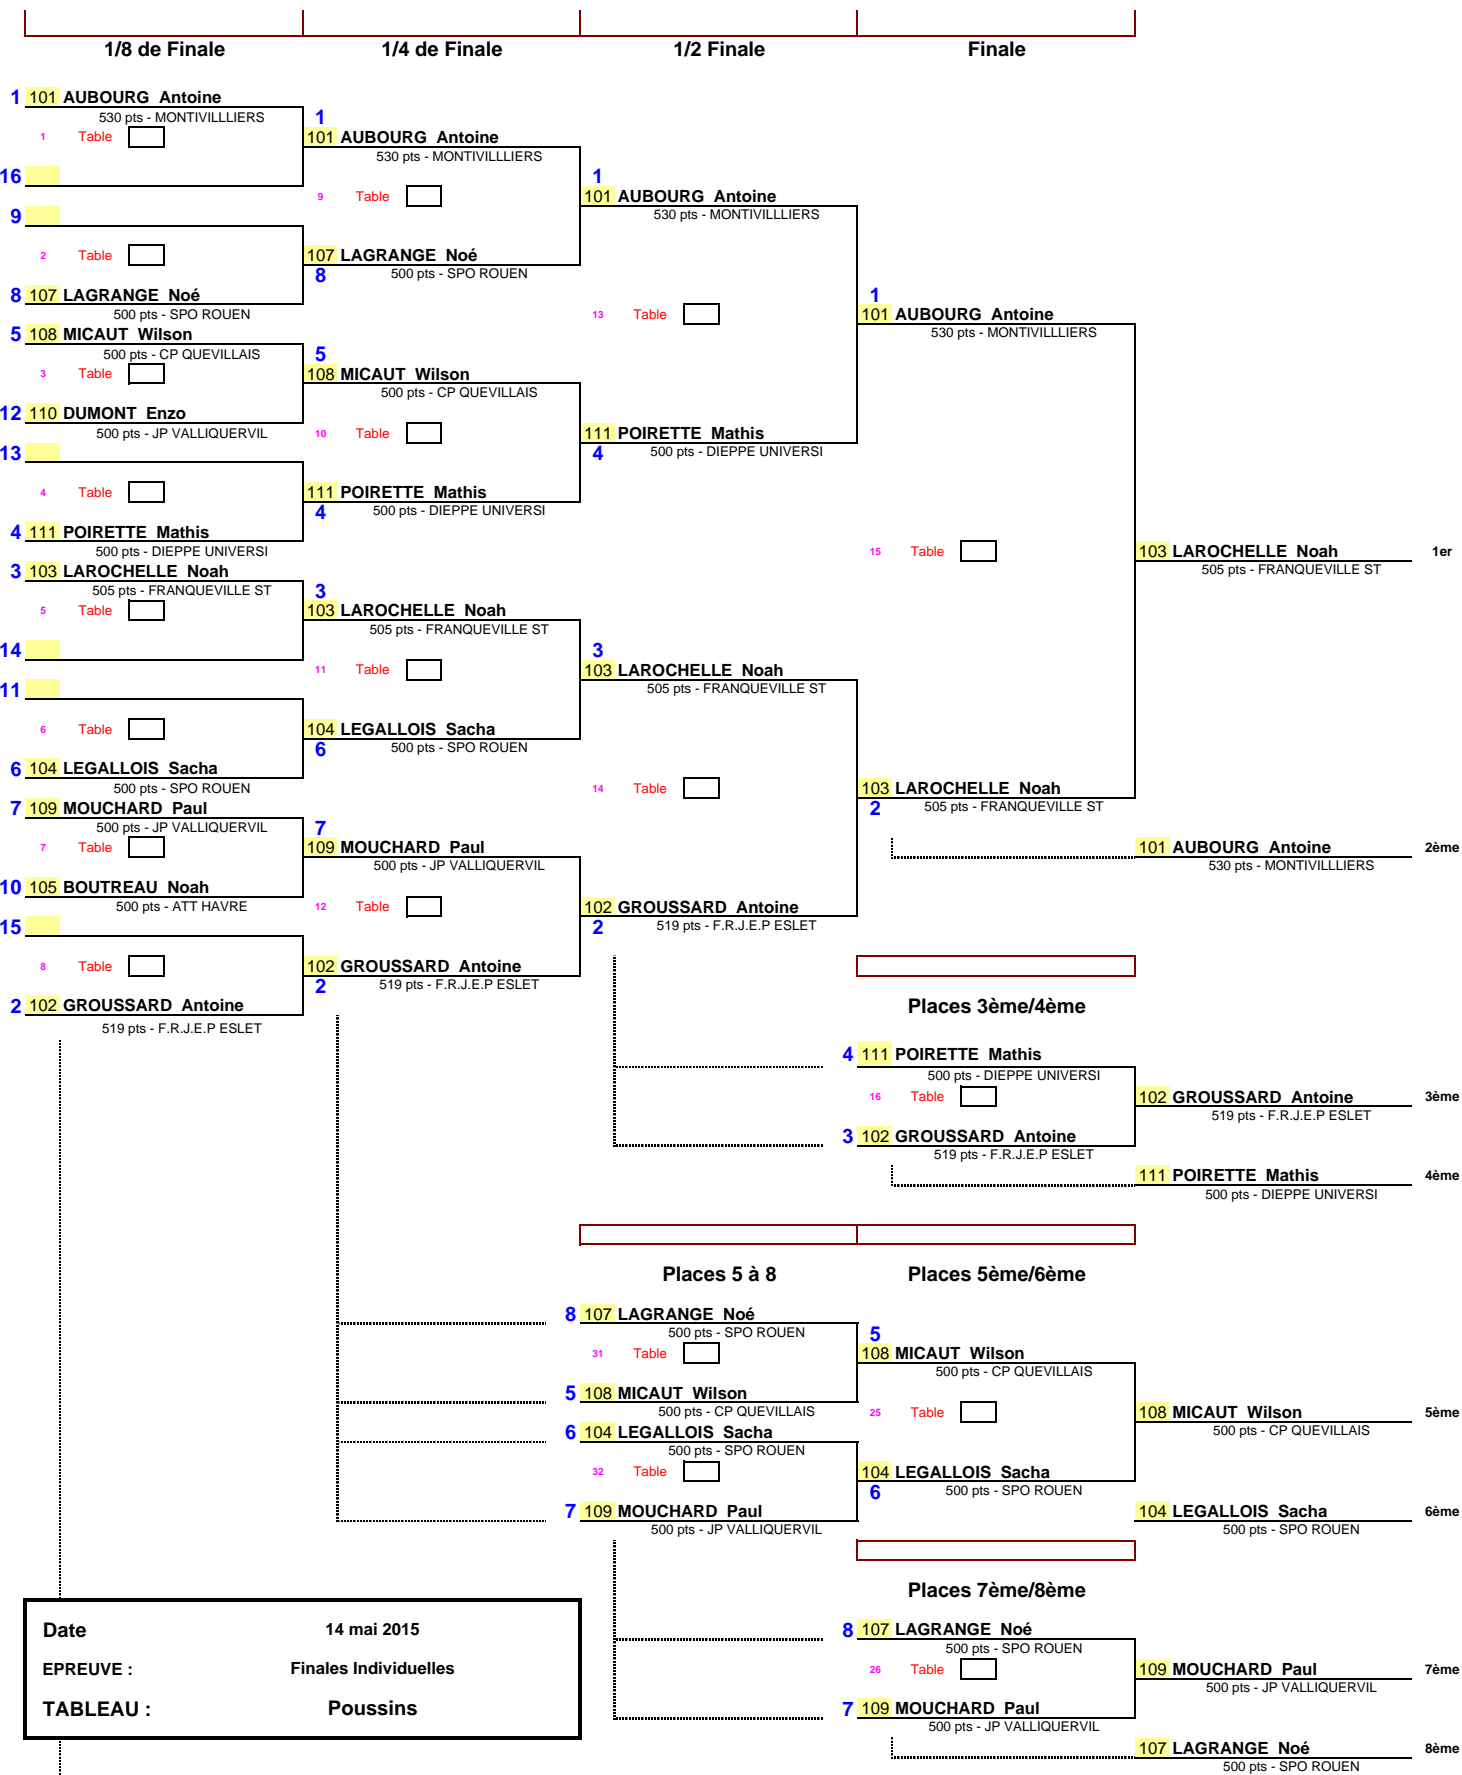 1/8 de Finale
1/4 de Finale
1/2 Finale
Finale
1 101 AUBOURG Antoine
530 pts - MONTIVILLLIERS
1 Table
16
9
2 Table
8 107 LAGRANGE Noé
500 pts - SPO ROUEN
5 108 MICAUT Wilson
500 pts - CP QUEVILLAIS
3 Table
12 110 DUMONT Enzo
500 pts - JP VALLIQUERVIL
13
4 Table
4 111 POIRETTE Mathis
500 pts - DIEPPE UNIVERSI
3 103 LAROCHELLE Noah
505 pts - FRANQUEVILLE ST
5 Table
14
11
6 Table
6 104 LEGALLOIS Sacha
500 pts - SPO ROUEN
7 109 MOUCHARD Paul
500 pts - JP VALLIQUERVIL
7 Table
10 105 BOUTREAU Noah
500 pts - ATT HAVRE
15
8 Table
2 102 GROUSSARD Antoine
519 pts - F.R.J.E.P ESLET
1
101 AUBOURG Antoine
530 pts - MONTIVILLLIERS
9 Table
107 LAGRANGE Noé
8 500 pts - SPO ROUEN
5
108 MICAUT Wilson
500 pts - CP QUEVILLAIS
10 Table
111 POIRETTE Mathis
4 500 pts - DIEPPE UNIVERSI
3
103 LAROCHELLE Noah
505 pts - FRANQUEVILLE ST
11 Table
104 LEGALLOIS Sacha
6 500 pts - SPO ROUEN
7
109 MOUCHARD Paul
500 pts - JP VALLIQUERVIL
12 Table
102 GROUSSARD Antoine
2 519 pts - F.R.J.E.P ESLET
1
101 AUBOURG Antoine
530 pts - MONTIVILLLIERS
13 Table
111 POIRETTE Mathis
4 500 pts - DIEPPE UNIVERSI
3
103 LAROCHELLE Noah
505 pts - FRANQUEVILLE ST
14 Table
102 GROUSSARD Antoine
2 519 pts - F.R.J.E.P ESLET
1
101 AUBOURG Antoine
530 pts - MONTIVILLLIERS
15 Table
103 LAROCHELLE Noah
2 505 pts - FRANQUEVILLE ST
103 LAROCHELLE Noah 1er
505 pts - FRANQUEVILLE ST
101 AUBOURG Antoine 2ème
530 pts - MONTIVILLLIERS
Places 3ème/4ème
4 111 POIRETTE Mathis
500 pts - DIEPPE UNIVERSI
16 Table
3 102 GROUSSARD Antoine
519 pts - F.R.J.E.P ESLET
102 GROUSSARD Antoine 3ème
519 pts - F.R.J.E.P ESLET
111 POIRETTE Mathis 4ème
500 pts - DIEPPE UNIVERSI
Places 5 à 8
Places 5ème/6ème
8 107 LAGRANGE Noé
500 pts - SPO ROUEN
31 Table
5 108 MICAUT Wilson
500 pts - CP QUEVILLAIS
6 104 LEGALLOIS Sacha
500 pts - SPO ROUEN
32 Table
7 109 MOUCHARD Paul
500 pts - JP VALLIQUERVIL
5
108 MICAUT Wilson
500 pts - CP QUEVILLAIS
25 Table
104 LEGALLOIS Sacha
6 500 pts - SPO ROUEN
108 MICAUT Wilson 5ème
500 pts - CP QUEVILLAIS
104 LEGALLOIS Sacha 6ème
500 pts - SPO ROUEN
Places 7ème/8ème
8 107 LAGRANGE Noé
500 pts - SPO ROUEN
26 Table
7 109 MOUCHARD Paul
500 pts - JP VALLIQUERVIL
109 MOUCHARD Paul 7ème
500 pts - JP VALLIQUERVIL
107 LAGRANGE Noé 8ème
500 pts - SPO ROUEN
Date 14 mai 2015
EPREUVE : Finales Individuelles
TABLEAU : Poussins